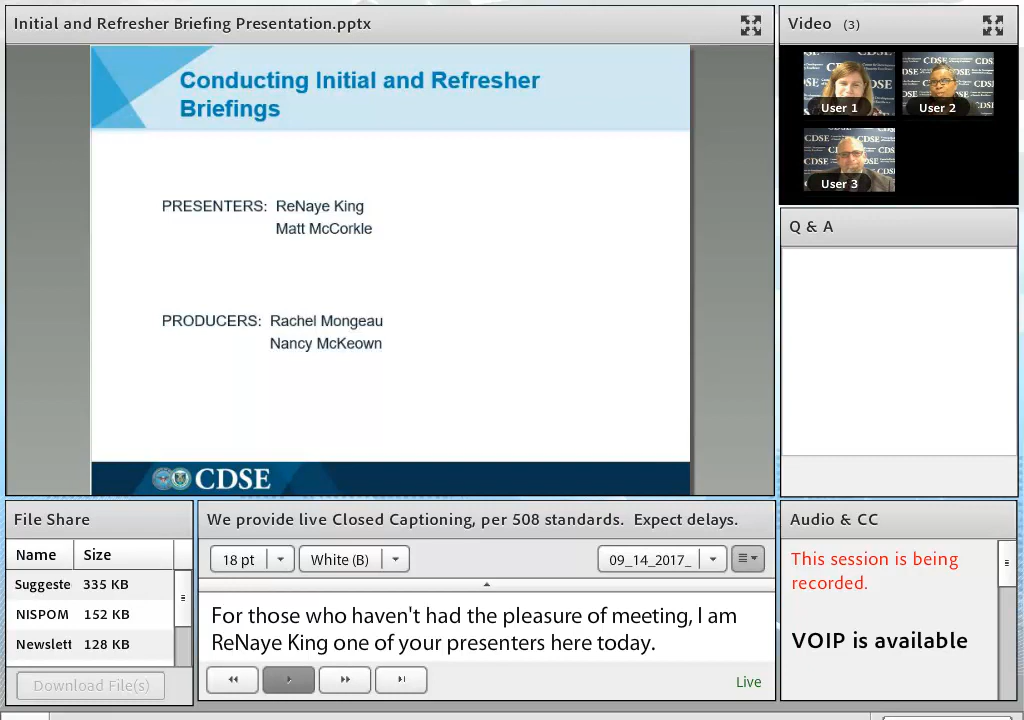 Initial and Refresher Briefing Presentation.pptx
Conducting Initial and Refresher
Briefings
PRESENTERS: ReNaye King
Matt McCorkle
PRODUCERS: Rachel Mongeau
Nancy McKeown
CDSE
Video (3)
User 1
User 2
User 3
Q & A
File Share
Name Size
Suggeste 335 KB
NISPOM 152 KB
Newslett 128 KB
Download File(s)
We provide live Closed Captioning, per 508 standards. Expect delays.
18 pt White (B) 09_14_2017_
For those who haven't had the pleasure of meeting, I am
ReNaye King one of your presenters here today.
Live
Audio & CC
This session is being
recorded.
VOIP is available